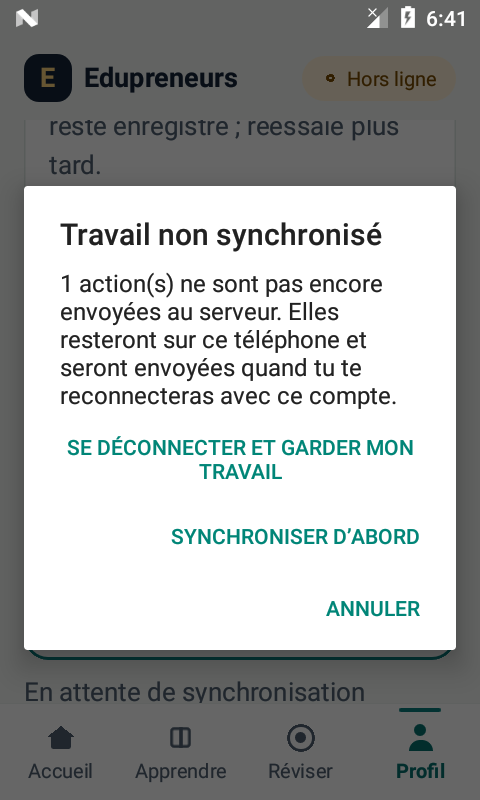 6:41
E Edupreneurs
Hors ligne
reste enregistré ; réessaie plus
tard.
Travail non synchronisé
1 action(s) ne sont pas encore
envoyées au serveur. Elles
resteront sur ce téléphone et
seront envoyées quand tu te
reconnecteras avec ce compte.
SE DÉCONNECTER ET GARDER MON
TRAVAIL
SYNCHRONISER D’ABORD
ANNULER
En attente de synchronisation
Accueil
Apprendre
Réviser
Profil